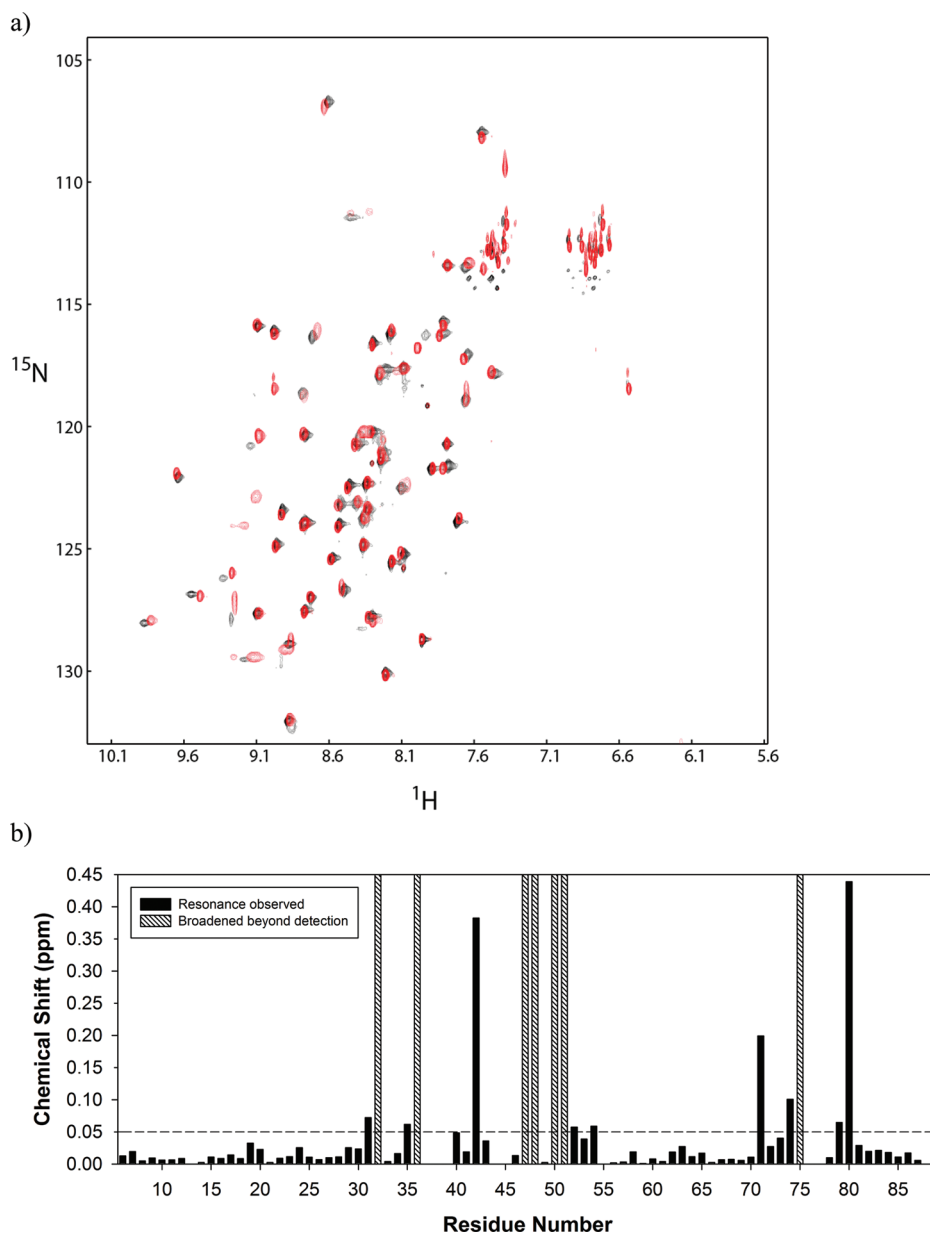 a)
105
110
115
120
125
130
15N
10.1 9.6 9.1 8.6 8.1 7.6 7.1 6.6 6.1 5.6
1H
b)
0.45
0.40
0.35
0.30
0.25
0.20
0.15
0.10
0.05
0.00
Chemical Shift (ppm)
Resonance observed
Broadened beyond detection
10 15 20 25 30 35 40 45 50 55 60 65 70 75 80 85
Residue Number